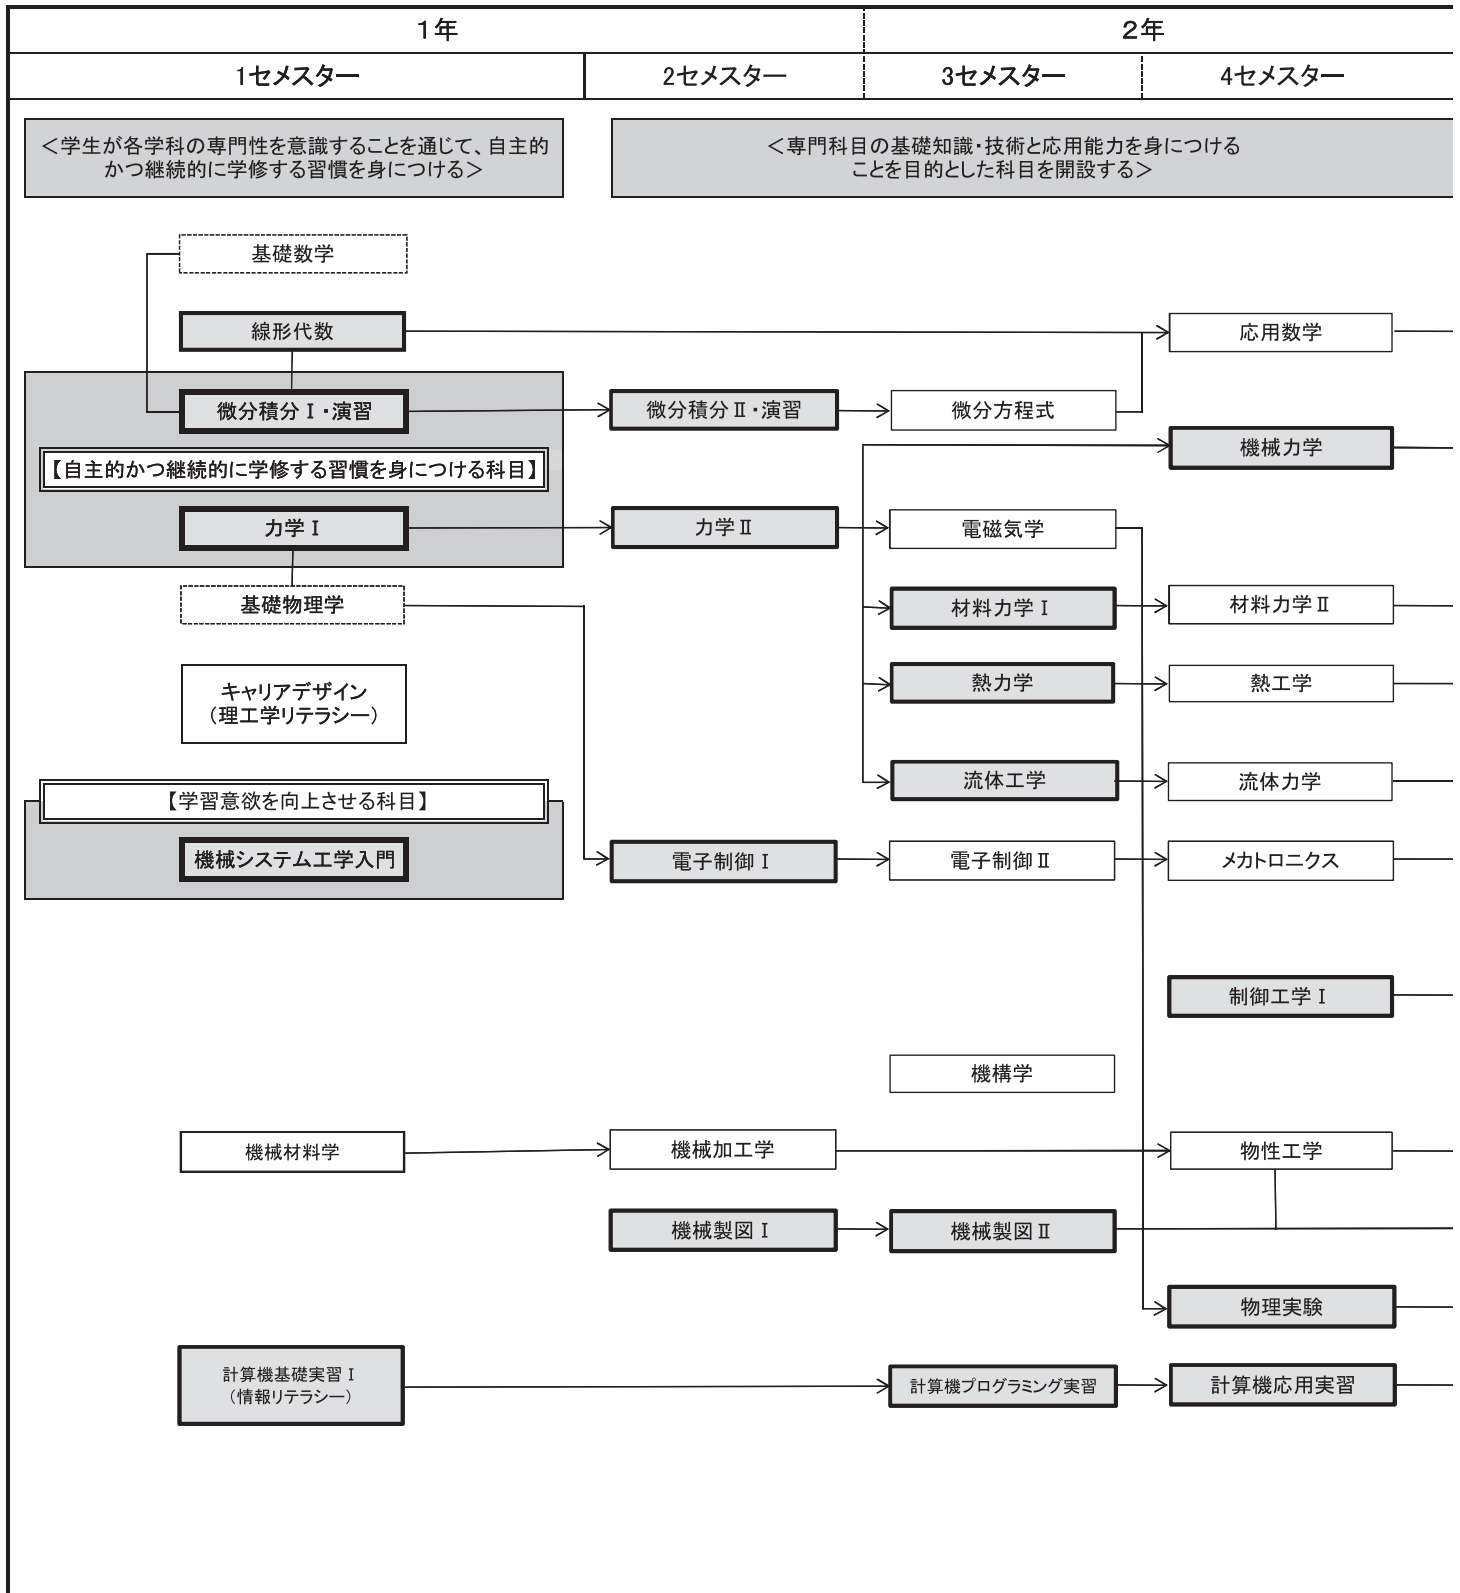 1年
2年
1セメスター
2セメスター
3セメスター
4セメスター
＜学生が各学科の専門性を意識することを通じて、自主的
かつ継続的に学修する習慣を身につける＞
＜専門科目の基礎知識・技術と応用能力を身につける
ことを目的とした科目を開設する＞
基礎数学
線形代数
応用数学
微分積分Ⅰ・演習
微分積分Ⅱ・演習
微分方程式
機械力学
【自主的かつ継続的に学修する習慣を身につける科目】
力学Ⅰ
力学Ⅱ
電磁気学
基礎物理学
材料力学Ⅰ
材料力学Ⅱ
キャリアデザイン
（理工学リテラシー）
熱力学
熱工学
【学習意欲を向上させる科目】
流体工学
流体力学
機械システム工学入門
電子制御Ⅰ
電子制御Ⅱ
メカトロニクス
制御工学Ⅰ
機構学
機械材料学
機械加工学
物性工学
機械製図Ⅰ
機械製図Ⅱ
物理実験
計算機基礎実習Ⅰ
（情報リテラシー）
計算機プログラミング実習
計算機応用実習